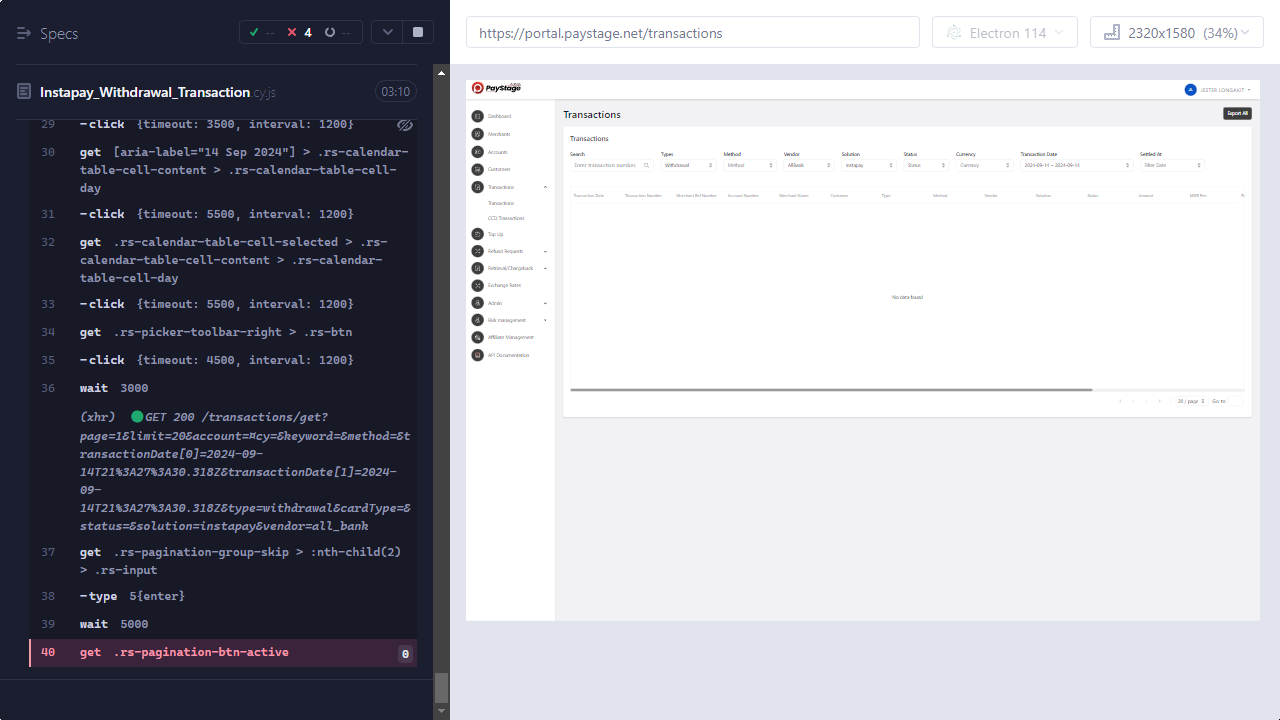 Specs
--
4
--
https://portal.paystage.net/transactions
Electron 114
2320x1580 (34%)
Instapay_Withdrawal_Transaction.cy.js
03:10
29 -click {timeout: 3500, interval: 1200}
30 get [aria-label="14 Sep 2024"] > .rs-calendar-
table-cell-content > .rs-calendar-table-cell-
day
31 -click {timeout: 5500, interval: 1200}
32 get .rs-calendar-table-cell-selected > .rs-
calendar-table-cell-content > .rs-calendar-
table-cell-day
33 -click {timeout: 5500, interval: 1200}
34 get .rs-picker-toolbar-right > .rs-btn
35 -click {timeout: 4500, interval: 1200}
36 wait 3000
(xhr) GET 200 /transactions/get?
page=1&limit=20&account=¤cy=&keyword=&method=&t
ransactionDate[0]=2024-09-
14T21%3A27%3A30.318Z&transactionDate[1]=2024-
09-
14T21%3A27%3A30.318Z&type=withdrawal&cardType=&
status=&solution=instapay&vendor=all_bank
37 get .rs-pagination-group-skip > :nth-child(2)
> .rs-input
38 -type 5{enter}
39 wait 5000
40 get .rs-pagination-btn-active 0
PayStage
JESTER LONGAKIT
Dashboard
Merchants
Accounts
Customers
Transactions
Transactions
CCD Transactions
Top Up
Refund Requests
Retrieval/Chargeback
Exchange Rates
Admin
Risk management
Affiliate Management
API Documentation
Transactions
Export All
Transactions
Search Types Method Vendor Solution Status Currency Transaction Date Settled At
Enter transaction number, Withdrawal Method AllBank Instapay Status Currency 2024-09-14 ~ 2024-09-14 Filter Date
Transaction Date Transaction Number Merchant Ref Number Account Number Merchant Name Customer Type Method Vendor Solution Status Amount MDR Fee
No data found
20 / page Go to